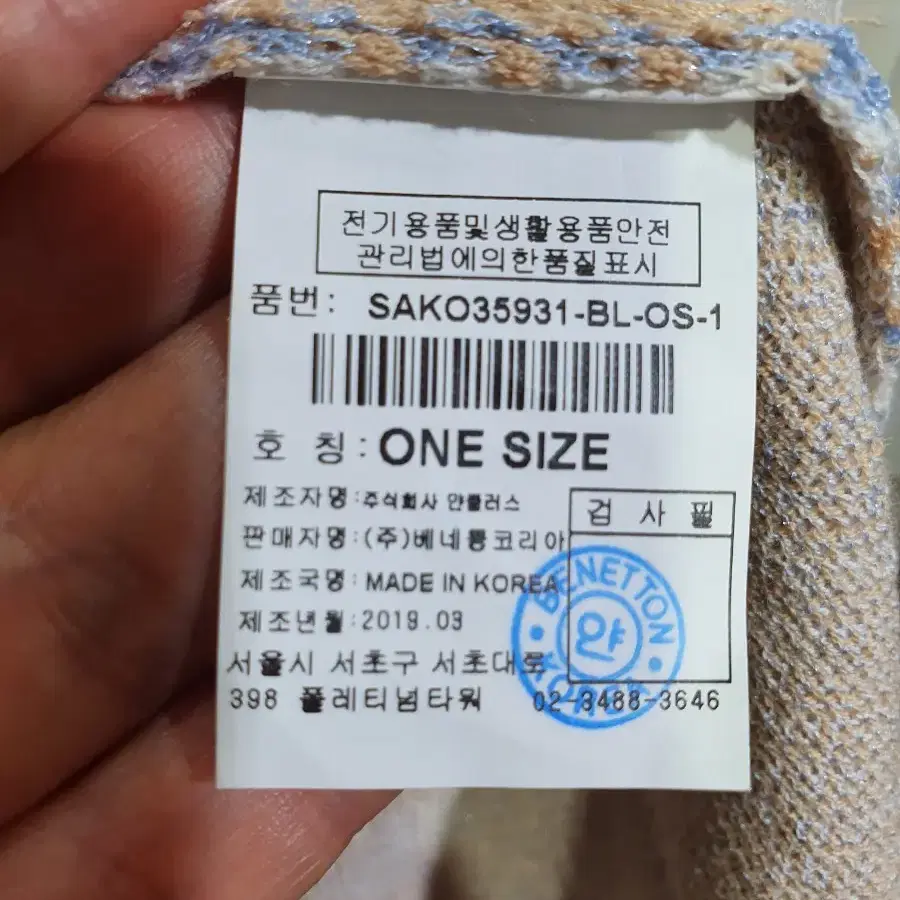 전기용품및생활용품안전
관리법에의한품질표시
품번: SAKO35931-BL-OS-1
호 칭: ONE SIZE
제조자명:주식회사 얀플러스
검 사 필
판매자명:(주)베네통코리아
제조국명: MADE IN KOREA
제조년월:2019.03
BENETTON
얀
KOREA
서울시 서초구 서초대로
398 플레티넘타워 02-3488-3646